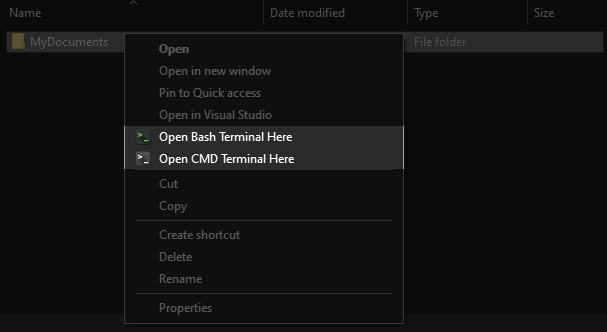 Name Date modified Type Size
MyDocuments File folder
Open
Open in new window
Pin to Quick access
Open in Visual Studio
Open Bash Terminal Here
Open CMD Terminal Here
Cut
Copy
Create shortcut
Delete
Rename
Properties